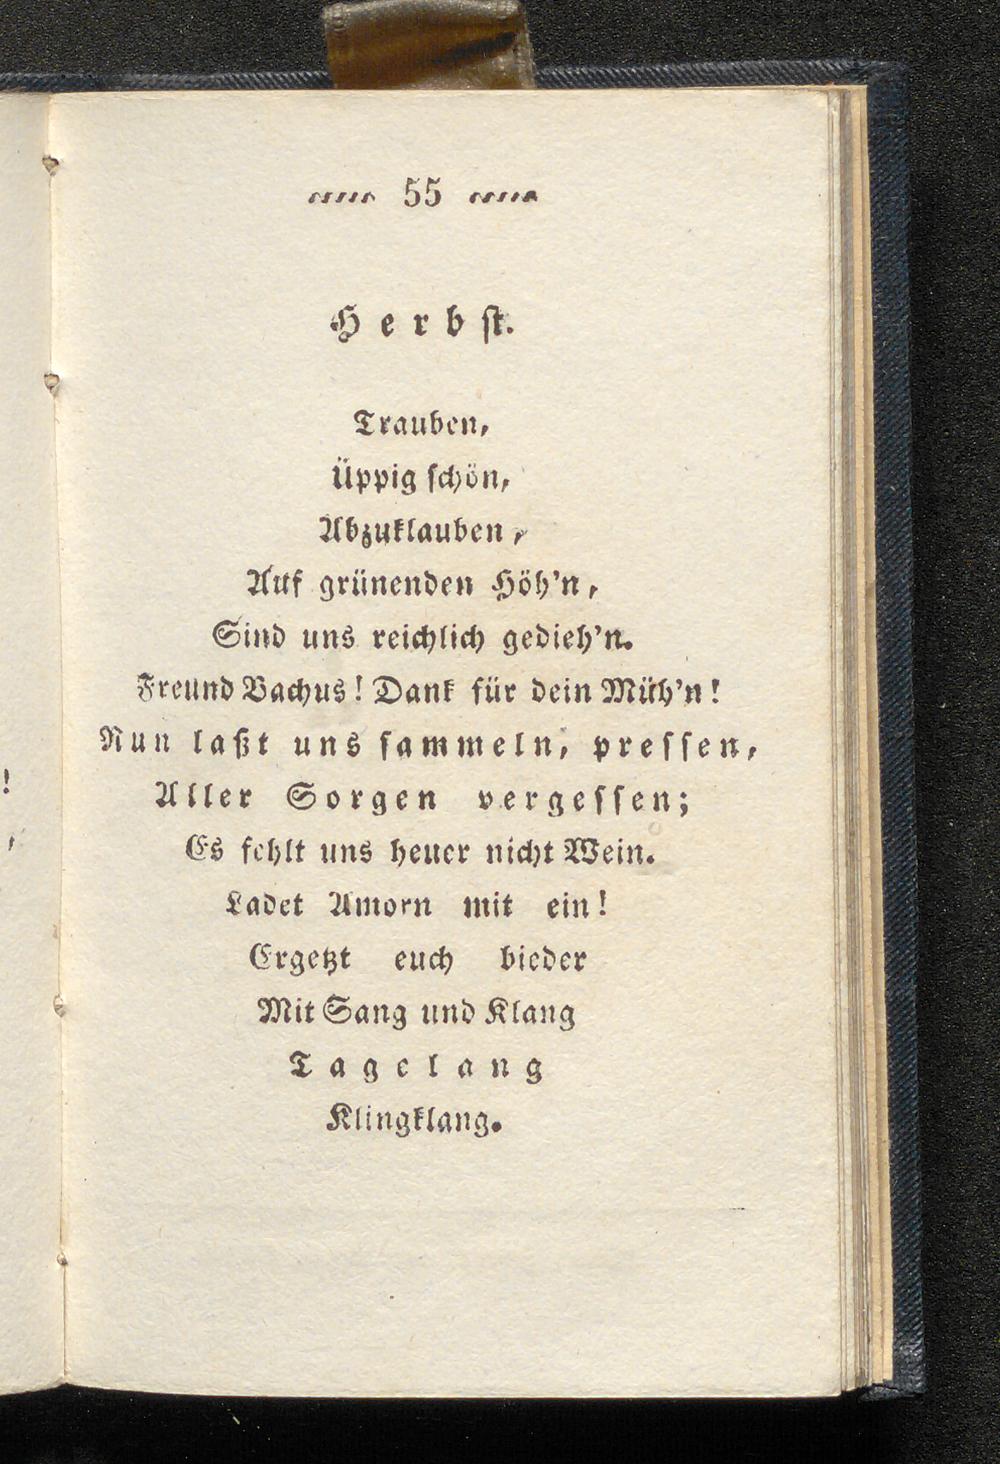 55
Herbst.
Trauben,
Üppig schön,
Abzuklauben,
Auf grünenden Höh'n,
Sind uns reichlich gedieh'n.
Freund Bachus! Dank für dein Müh'n!
Nun laßt uns sammeln, pressen,
Aller Sorgen vergessen;
Es fehlt uns heuer nicht Wein.
Ladet Amorn mit ein!
Ergetzt euch bieder
Mit Sang und Klang
Tagelang
Klingklang.
!
,